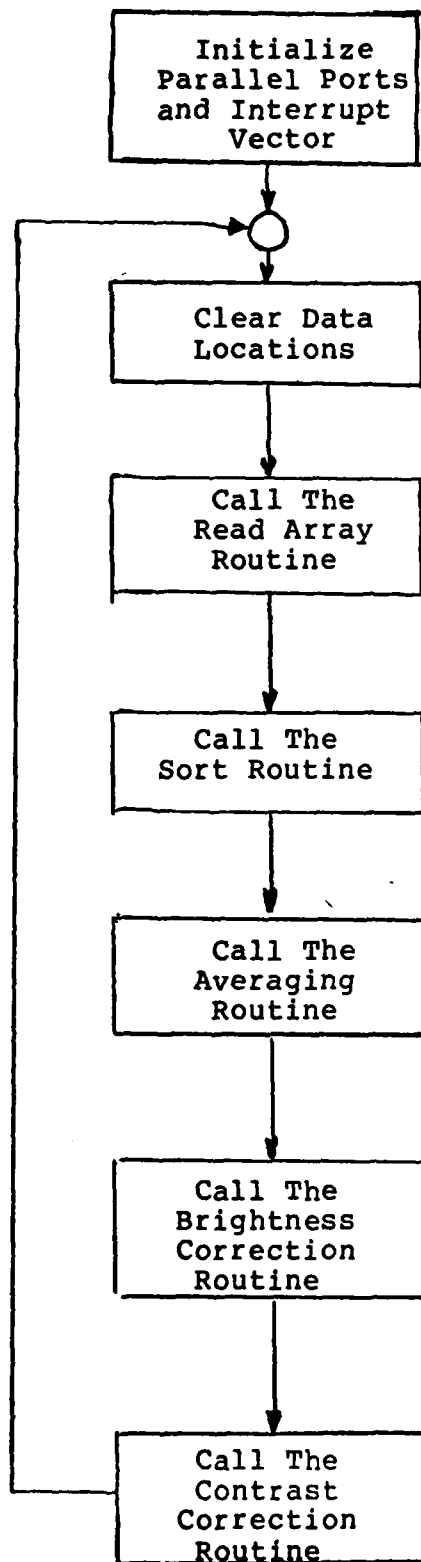 Initialize
Parallel Ports
and Interrupt
Vector
Clear Data
Locations
Call The
Read Array
Routine
Call The
Sort Routine
Call The
Averaging
Routine
Call The
Brightness
Correction
Routine
Call The
Contrast
Correction
Routine